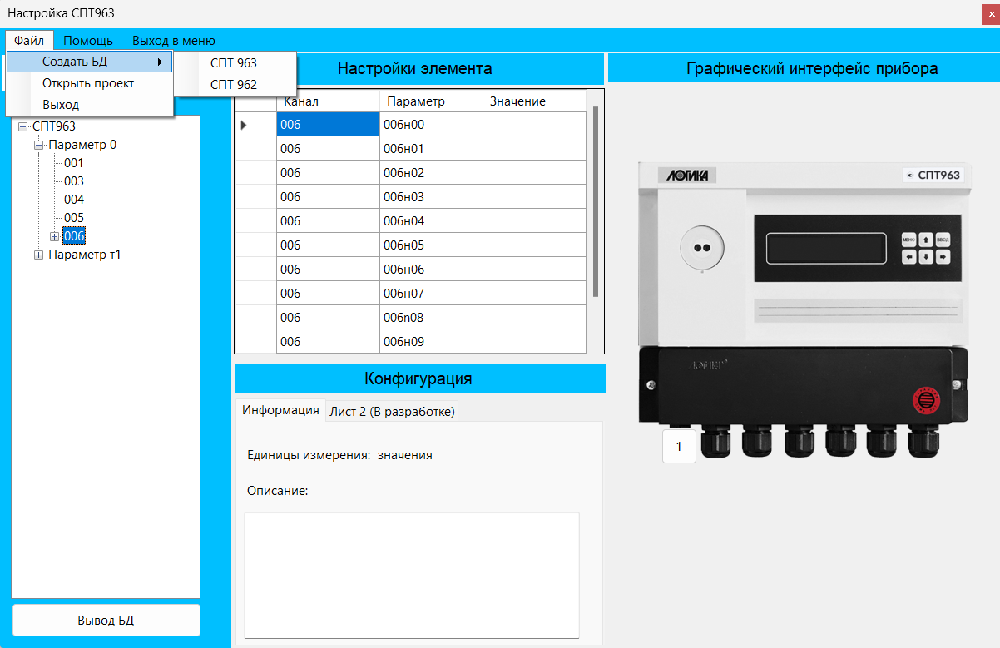 Настройка СПТ963
Файл Помощь Выход в меню
Создать БД
Открыть проект
Выход
СПТ 963
СПТ 962
СПТ963
Параметр 0
001
003
004
005
006
Параметр т1
Вывод БД
Настройки элемента
Канал Параметр Значение
006 006н00
006 006н01
006 006н02
006 006н03
006 006н04
006 006н05
006 006н06
006 006н07
006 006n08
006 006н09
Конфигурация
Информация Лист 2 (В разработке)
Единицы измерения: значения
Описание:
Графический интерфейс прибора
ЛОГИКА СПТ963
МЕНЮ ВВОД
1